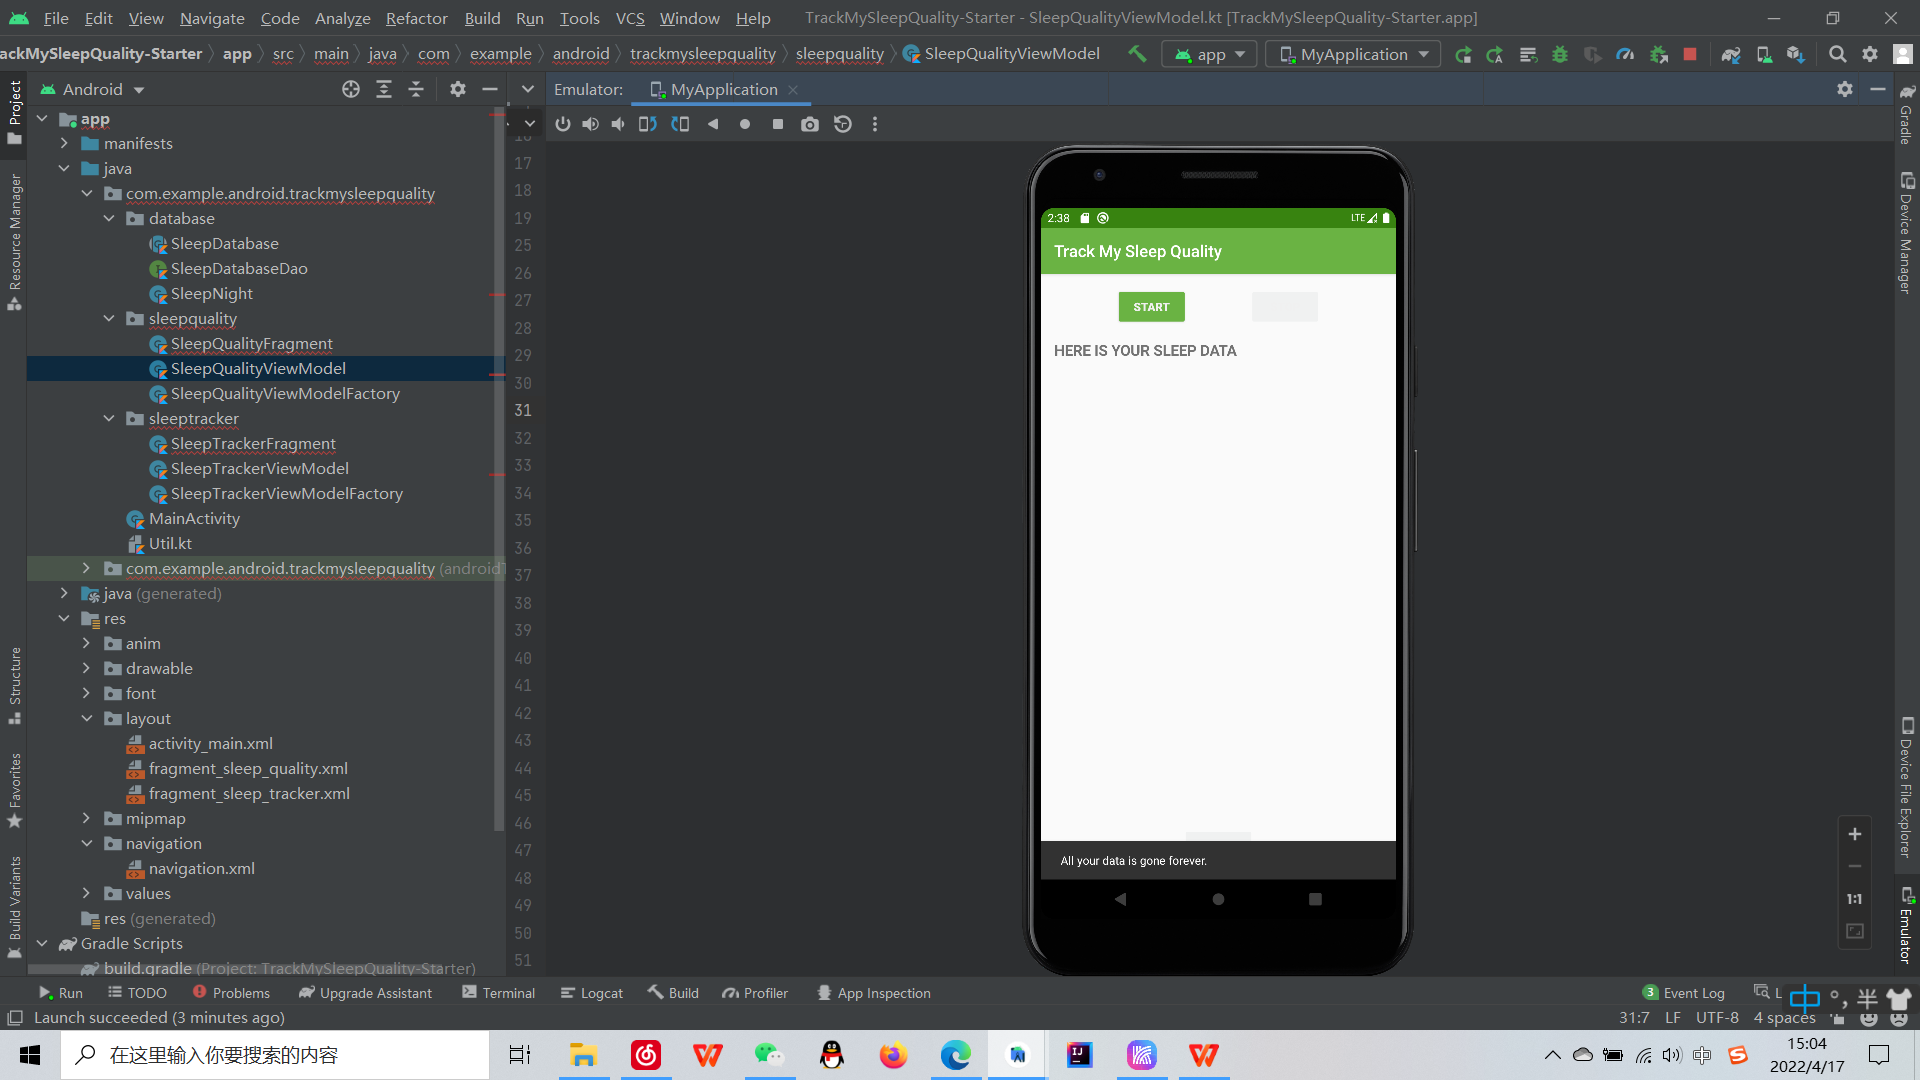 File Edit View Navigate Code Analyze Refactor Build Run Tools VCS Window Help TrackMySleepQuality-Starter - SleepQualityViewModel.kt [TrackMySleepQuality-Starter.app]
ackMySleepQuality-Starter app src main java com example android trackmysleepquality sleepquality SleepQualityViewModel app MyApplication
Android
Emulator: MyApplication
Project
Resource Manager
Structure
Favorites
Build Variants
app
manifests
java
com.example.android.trackmysleepquality
database
SleepDatabase
SleepDatabaseDao
SleepNight
sleepquality
SleepQualityFragment
SleepQualityViewModel
SleepQualityViewModelFactory
sleeptracker
SleepTrackerFragment
SleepTrackerViewModel
SleepTrackerViewModelFactory
MainActivity
Util.kt
com.example.android.trackmysleepquality (android
java (generated)
res
anim
drawable
font
layout
activity_main.xml
fragment_sleep_quality.xml
fragment_sleep_tracker.xml
mipmap
navigation
navigation.xml
values
res (generated)
Gradle Scripts
build.gradle (Project: TrackMySleepQuality-Starter)
17
18
19
25
26
27
28
29
30
31
32
33
34
35
36
37
38
39
40
41
42
43
44
45
46
47
48
49
50
51
2:38 LTE
Track My Sleep Quality
START
HERE IS YOUR SLEEP DATA
All your data is gone forever.
1:1
Gradle
Device Manager
Device File Explorer
Emulator
Run TODO Problems Upgrade Assistant Terminal Logcat Build Profiler App Inspection 3 Event Log L
中 °, 半
Launch succeeded (3 minutes ago) 31:7 LF UTF-8 4 spaces
在这里输入你要搜索的内容
中
15:04
2022/4/17